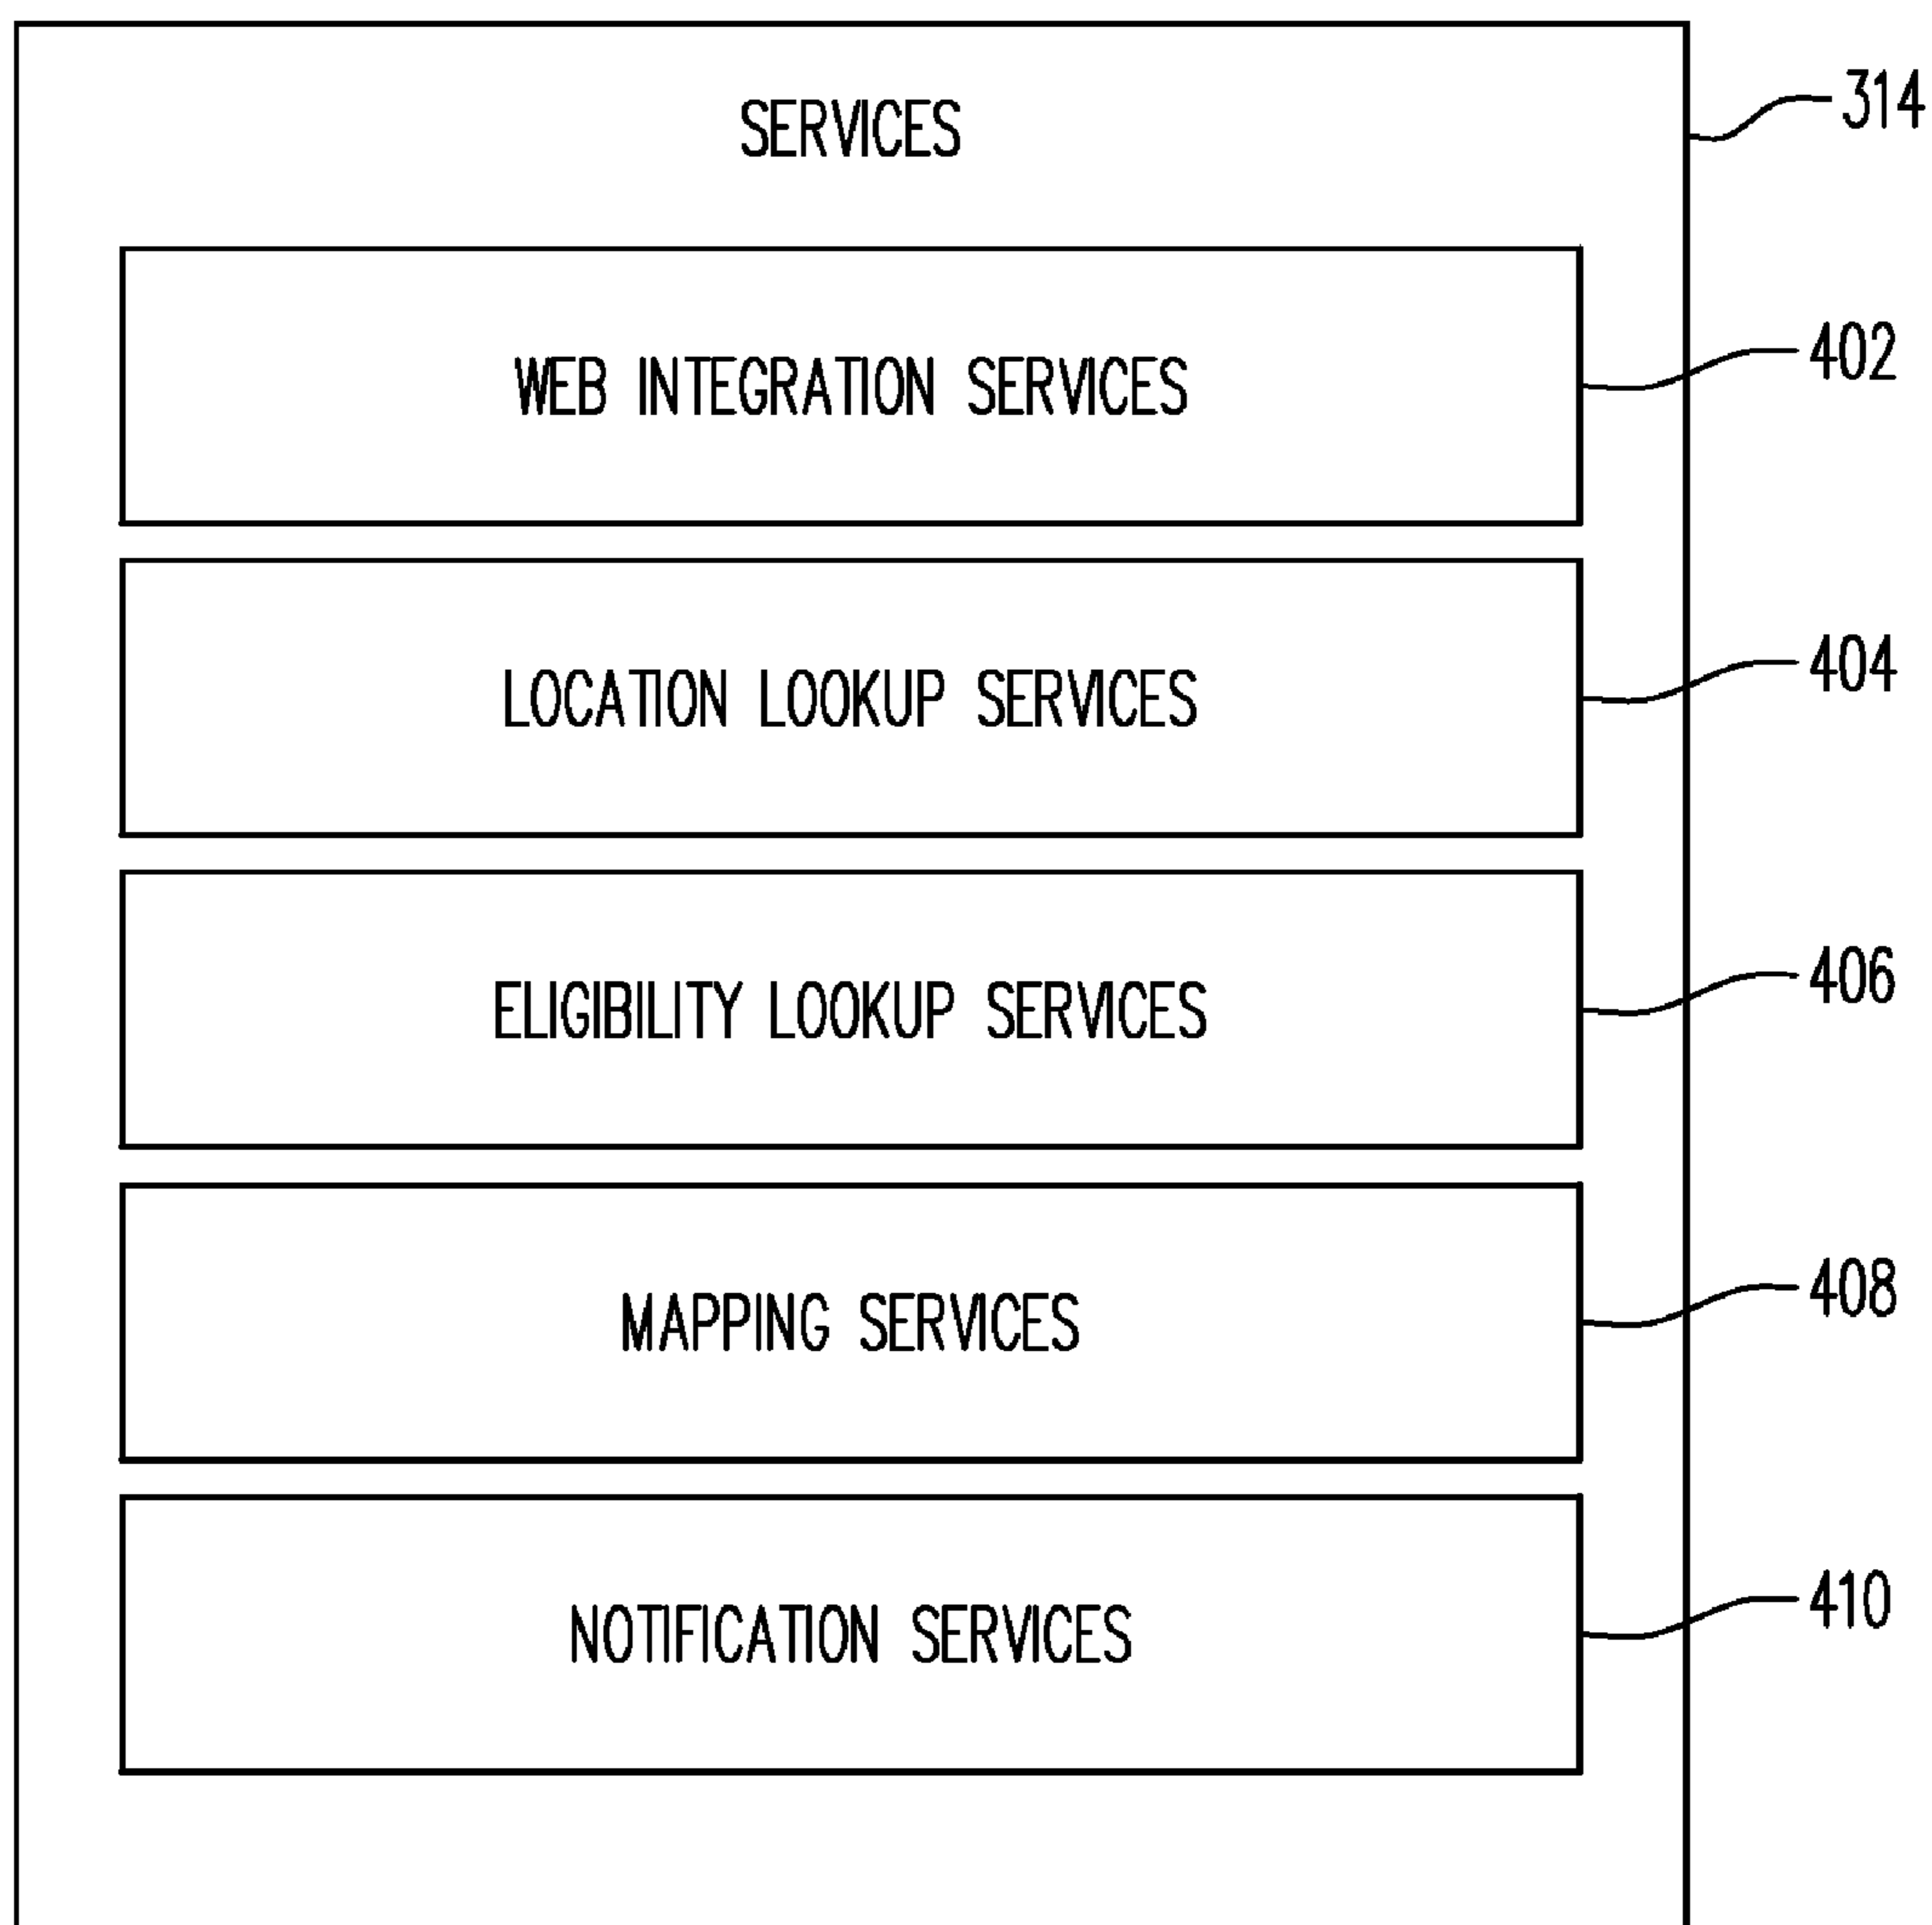 SERVICES
314
WEB INTEGRATION SERVICES
402
LOCATION LOOKUP SERVICES
404
ELIGIBILITY LOOKUP SERVICES
406
MAPPING SERVICES
408
NOTIFICATION SERVICES
410